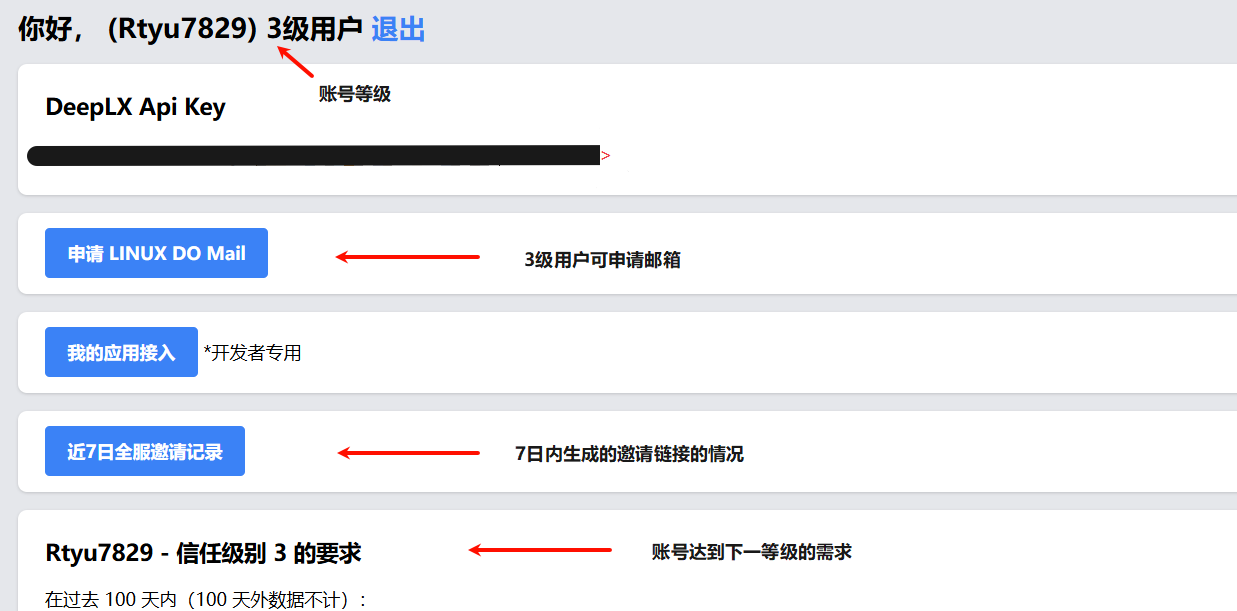 你好， (Rtyu7829) 3级用户 退出
账号等级
DeepLX Api Key
>
申请 LINUX DO Mail
3级用户可申请邮箱
我的应用接入 *开发者专用
近7日全服邀请记录
7日内生成的邀请链接的情况
Rtyu7829 - 信任级别 3 的要求
账号达到下一等级的需求
在过去 100 天内（100 天外数据不计）: